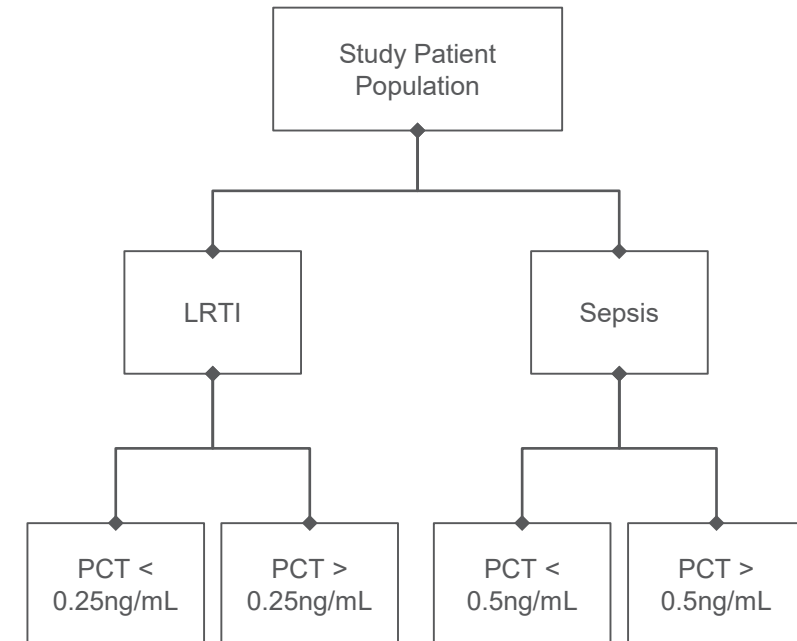 Study Patient
Population
LRTI
Sepsis
PCT <
0.25ng/mL
PCT >
0.25ng/mL
PCT <
0.5ng/mL
PCT >
0.5ng/mL